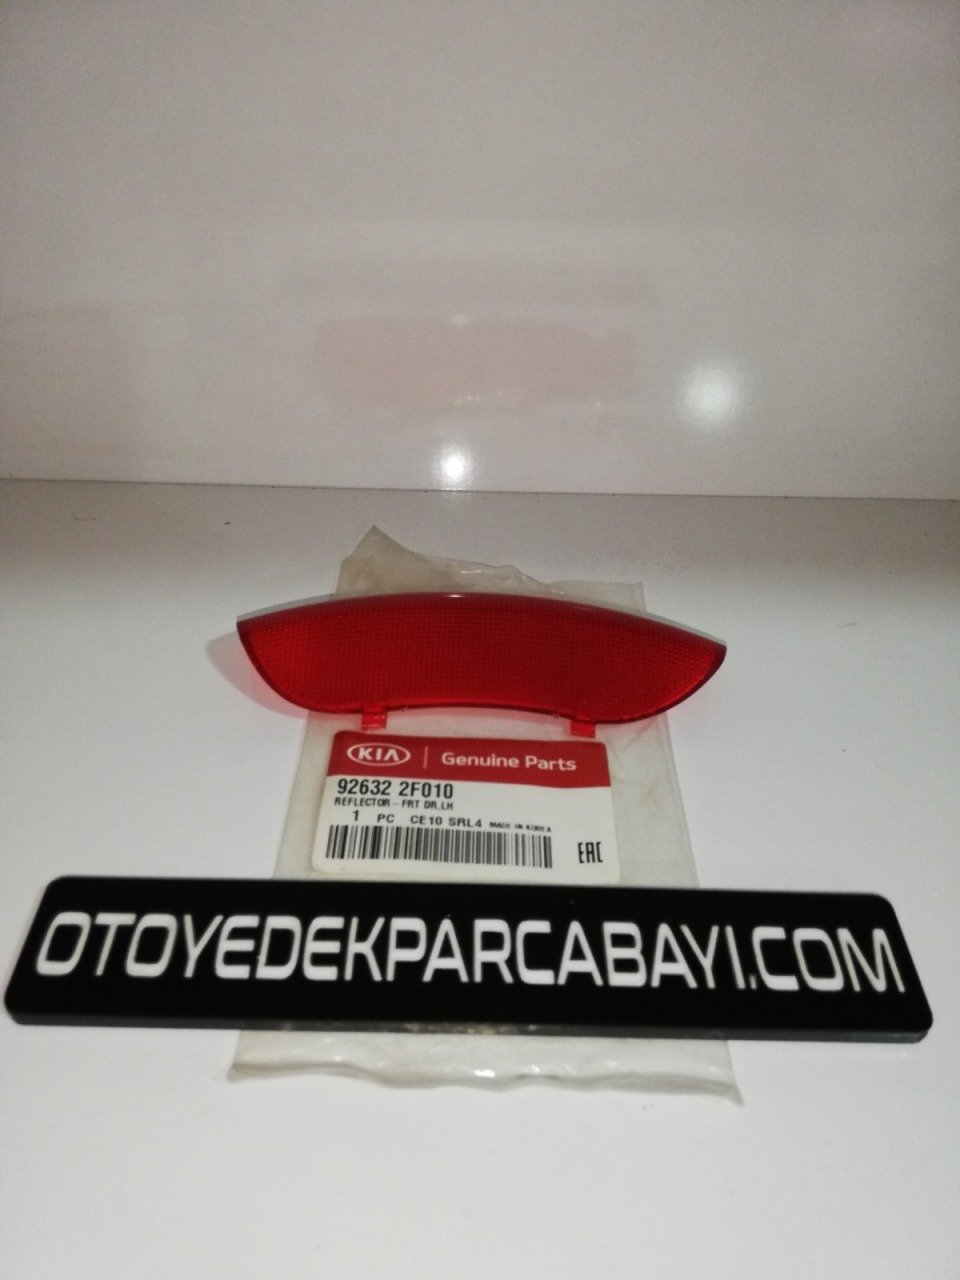 KIA Genuine Parts
92632 2F010
REFLECTOR - FRT DR.LH
1 PC CE10 SRL4 MADE IN KOREA
EAC
OTOYEDEKPARCABAYI.COM